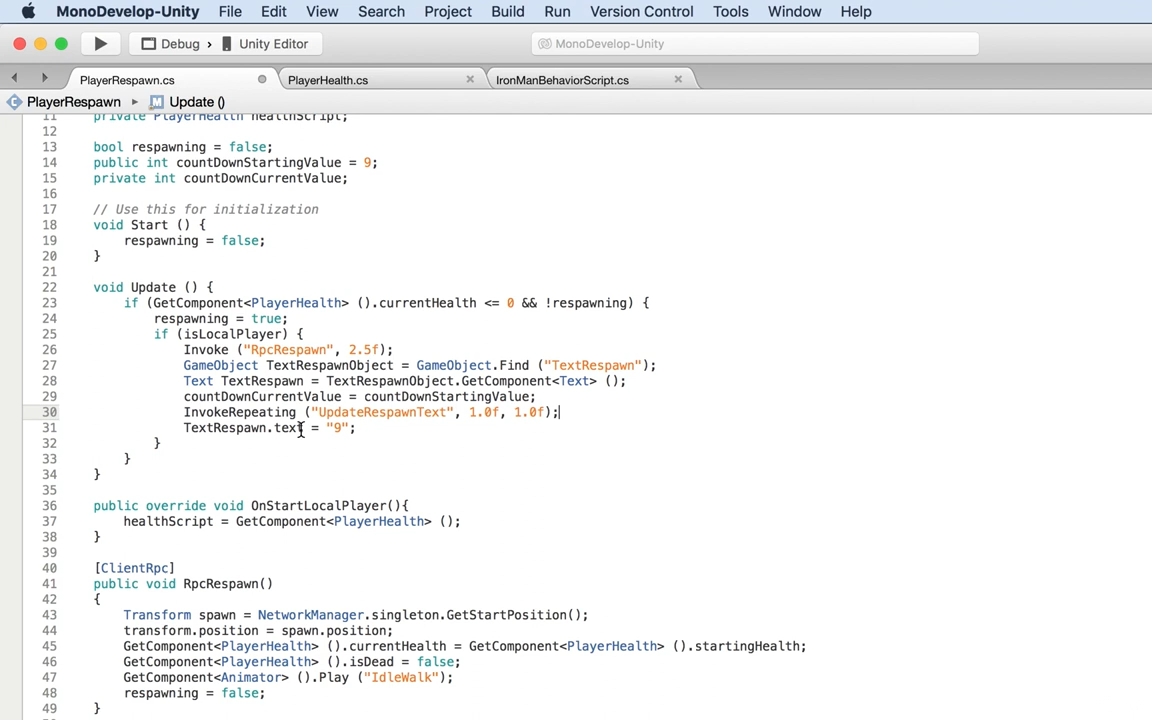 MonoDevelop-Unity File Edit View Search Project Build Run Version Control Tools Window Help
Debug › Unity Editor MonoDevelop-Unity
PlayerRespawn.cs PlayerHealth.cs IronManBehaviorScript.cs
PlayerRespawn Update ()
11 private PlayerHealth healthScript;
12
13 bool respawning = false;
14 public int countDownStartingValue = 9;
15 private int countDownCurrentValue;
16
17 // Use this for initialization
18 void Start () {
19 respawning = false;
20 }
21
22 void Update () {
23 if (GetComponent<PlayerHealth> ().currentHealth <= 0 && !respawning) {
24 respawning = true;
25 if (isLocalPlayer) {
26 Invoke ("RpcRespawn", 2.5f);
27 GameObject TextRespawnObject = GameObject.Find ("TextRespawn");
28 Text TextRespawn = TextRespawnObject.GetComponent<Text> ();
29 countDownCurrentValue = countDownStartingValue;
30 InvokeRepeating ("UpdateRespawnText", 1.0f, 1.0f);
31 TextRespawn.text = "9";
32 }
33 }
34 }
35
36 public override void OnStartLocalPlayer(){
37 healthScript = GetComponent<PlayerHealth> ();
38 }
39
40 [ClientRpc]
41 public void RpcRespawn()
42 {
43 Transform spawn = NetworkManager.singleton.GetStartPosition();
44 transform.position = spawn.position;
45 GetComponent<PlayerHealth> ().currentHealth = GetComponent<PlayerHealth> ().startingHealth;
46 GetComponent<PlayerHealth> ().isDead = false;
47 GetComponent<Animator> ().Play ("IdleWalk");
48 respawning = false;
49 }